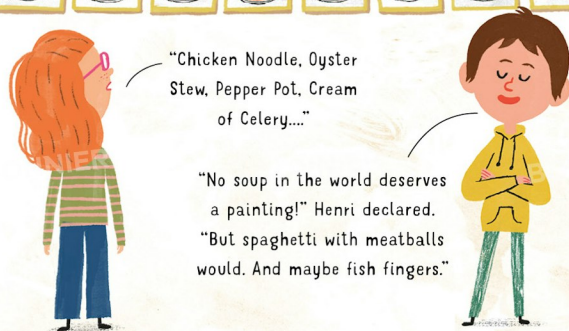 “Chicken Noodle, Oyster
Stew, Pepper Pot, Cream
of Celery....”
“No soup in the world deserves
a painting!” Henri declared.
“But spaghetti with meatballs
would. And maybe fish fingers.”